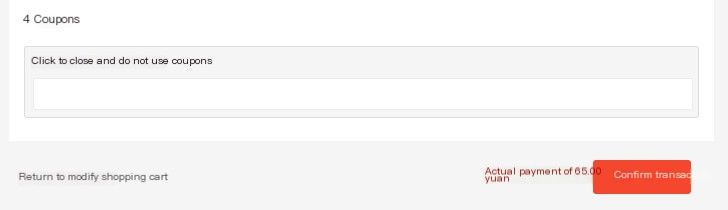 4 Coupons
Click to close and do not use coupons
Return to modify shopping cart
Actual payment of 65.00
yuan
Confirm transac